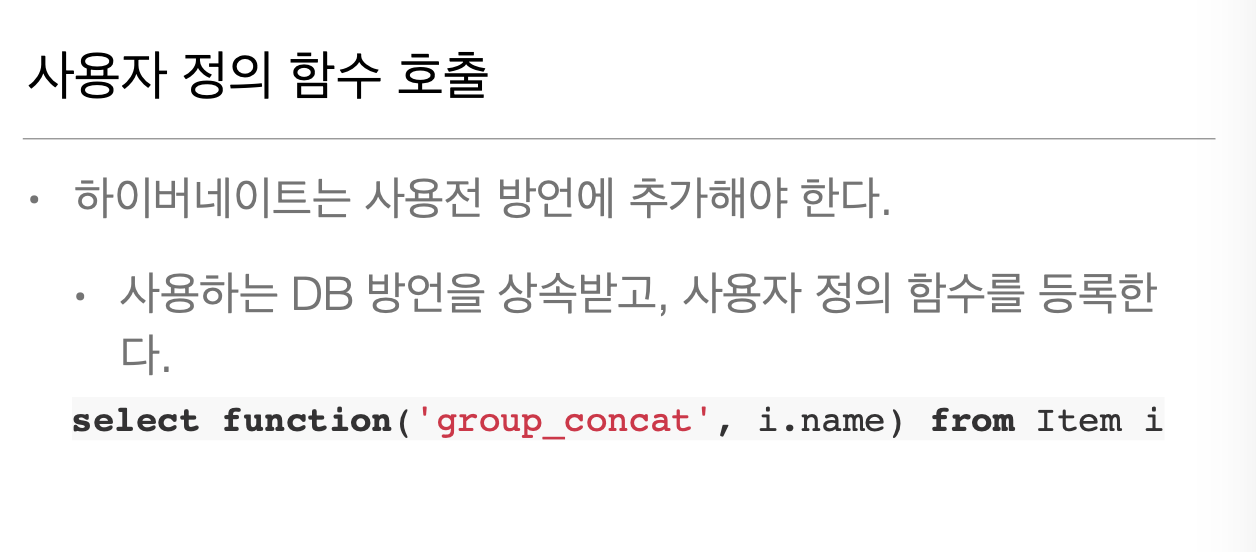 사용자 정의 함수 호출
• 하이버네이트는 사용전 방언에 추가해야 한다.
• 사용하는 DB 방언을 상속받고, 사용자 정의 함수를 등록한
다.
select function('group_concat', i.name) from Item i